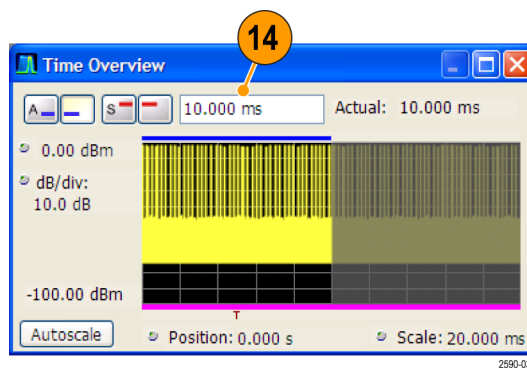 14
Time Overview
A S 10.000 ms Actual: 10.000 ms
0.00 dBm
dB/div:
10.0 dB
-100.00 dBm
T
Autoscale Position: 0.000 s Scale: 20.000 ms